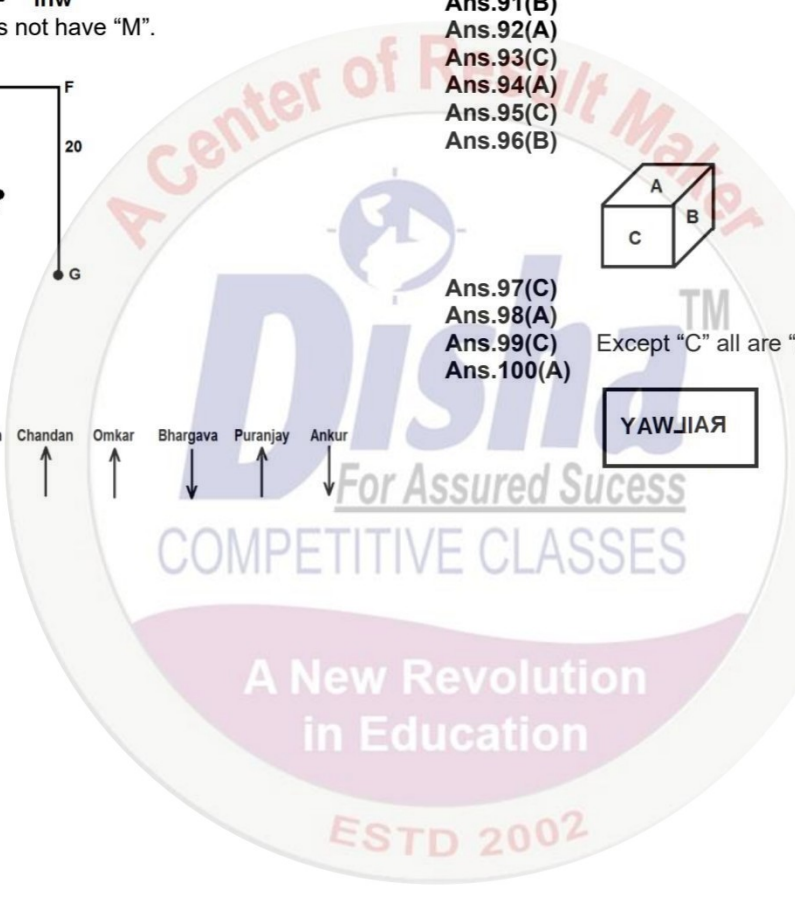 s not have “M”.
F
20
G
Chandan Omkar Bhargava Puranjay Ankur
Ans.91(B)
Ans.92(A)
Ans.93(C)
Ans.94(A)
Ans.95(C)
Ans.96(B)
A
B
C
Ans.97(C)
Ans.98(A)
Ans.99(C) Except “C” all are “
Ans.100(A)
YAWJIAЯ
A Center of Result Maker
Disha TM
For Assured Sucess
COMPETITIVE CLASSES
A New Revolution
in Education
ESTD 2002